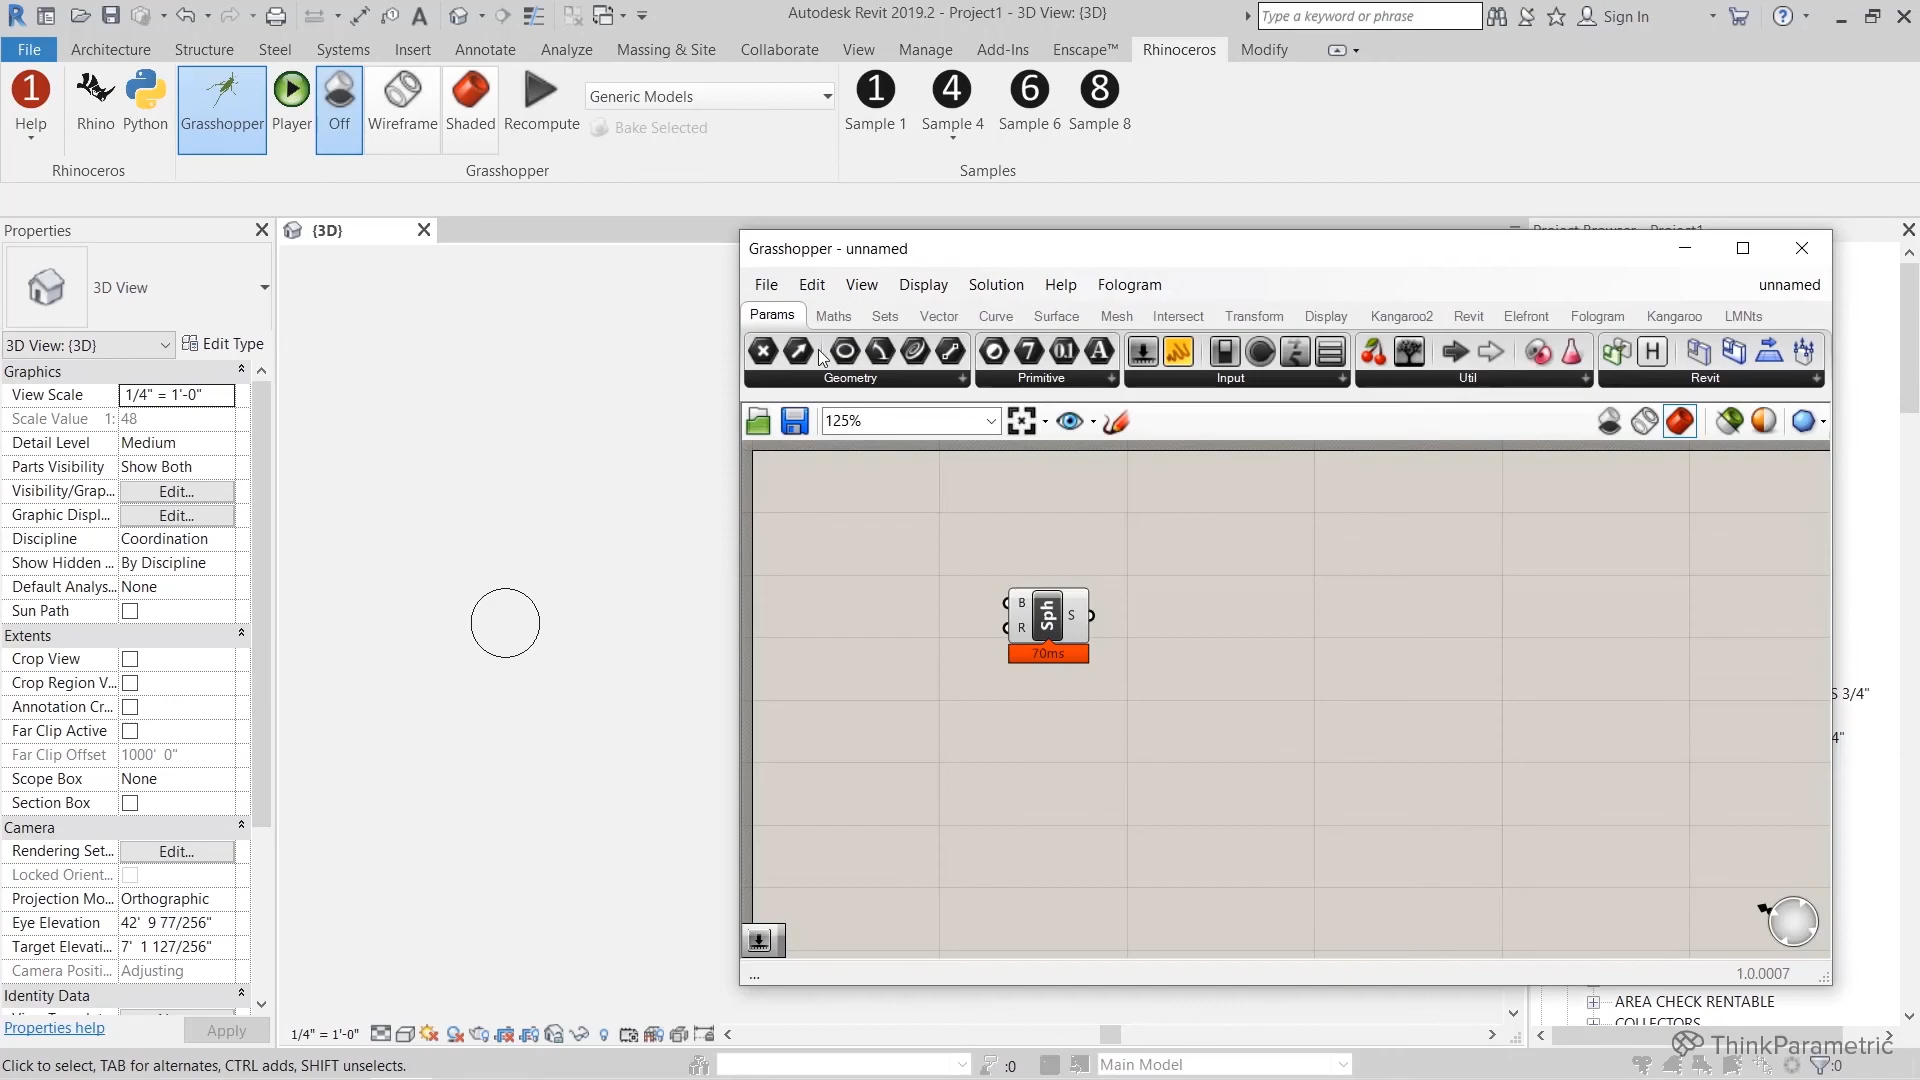 Autodesk Revit 2019.2 - Project1 - 3D View: {3D}
Type a keyword or phrase
Sign In
File Architecture Structure Steel Systems Insert Annotate Analyze Massing & Site Collaborate View Manage Add-Ins Enscape™ Rhinoceros Modify
1 1 4 6 8
Generic Models
Help Rhino Python Grasshopper Player Off Wireframe Shaded Recompute
Bake Selected
Sample 1 Sample 4 Sample 6 Sample 8
Rhinoceros Grasshopper Samples
Properties
{3D}
3D View
3D View: {3D} Edit Type
Graphics
View Scale 1/4" = 1'-0"
Scale Value 1: 48
Detail Level Medium
Parts Visibility Show Both
Visibility/Grap... Edit...
Graphic Displ... Edit...
Discipline Coordination
Show Hidden ... By Discipline
Default Analys... None
Sun Path
Extents
Crop View
Crop Region V...
Annotation Cr...
Far Clip Active
Far Clip Offset 1000' 0"
Scope Box None
Section Box
Camera
Rendering Set... Edit...
Locked Orient...
Projection Mo... Orthographic
Eye Elevation 42' 9 77/256"
Target Elevati... 7' 1 127/256"
Camera Positi... Adjusting
Identity Data
Properties help Apply
Grasshopper - unnamed
File Edit View Display Solution Help Fologram unnamed
Params Maths Sets Vector Curve Surface Mesh Intersect Transform Display Kangaroo2 Revit Elefront Fologram Kangaroo LMNts
Geometry Primitive Input Util Revit
125%
B
Sph
S
R
70ms
...
1.0.0007
S 3/4"
4"
AREA CHECK RENTABLE
COLLECTORS
1/4" = 1'-0"
ThinkParametric
Click to select, TAB for alternates, CTRL adds, SHIFT unselects.
:0
Main Model
:0